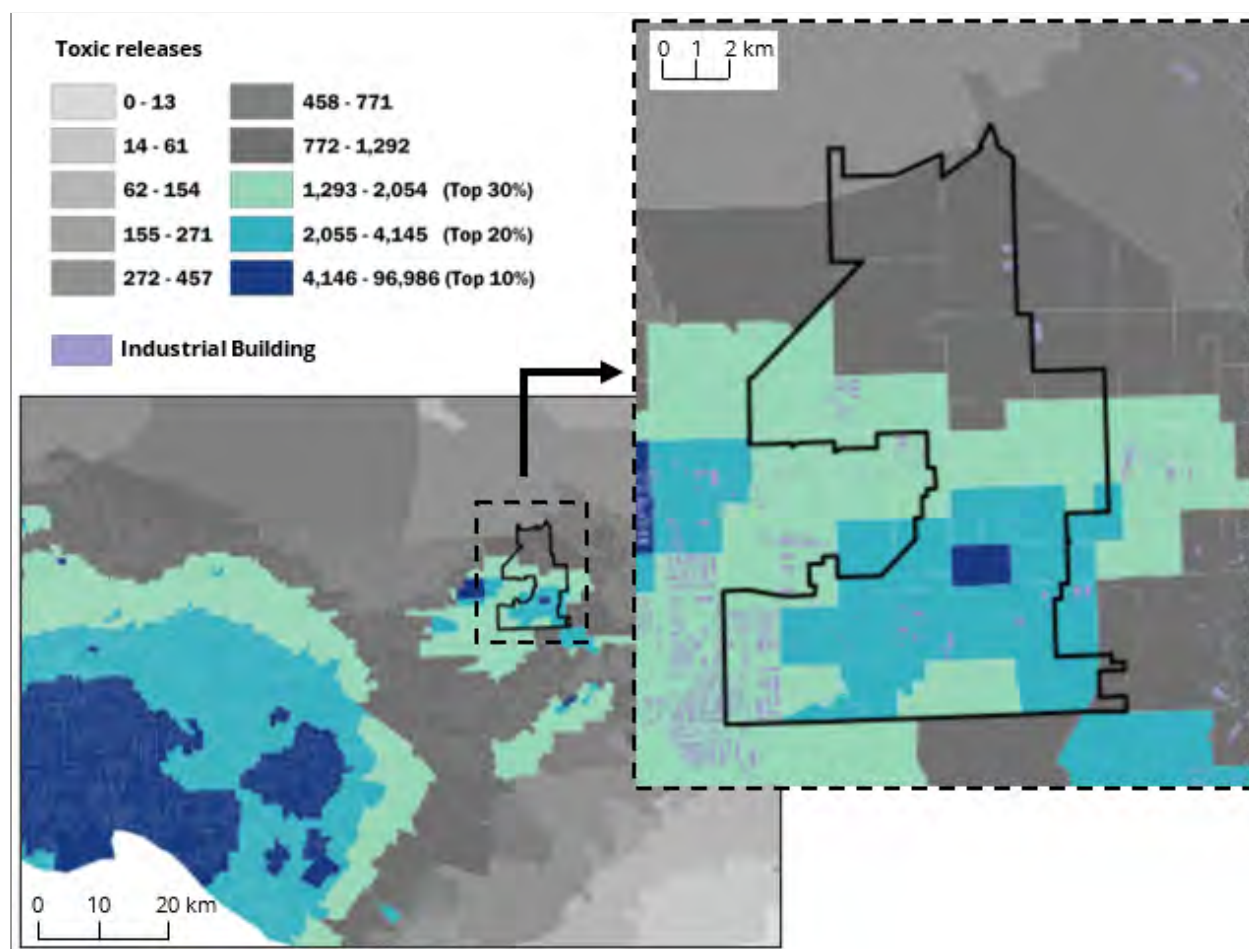 Toxic releases
0 - 13
14 - 61
62 - 154
155 - 271
272 - 457
458 - 771
772 - 1,292
1,293 - 2,054 (Top 30%)
2,055 - 4,145 (Top 20%)
4,146 - 96,986 (Top 10%)
Industrial Building
0 1 2 km
0 10 20 km